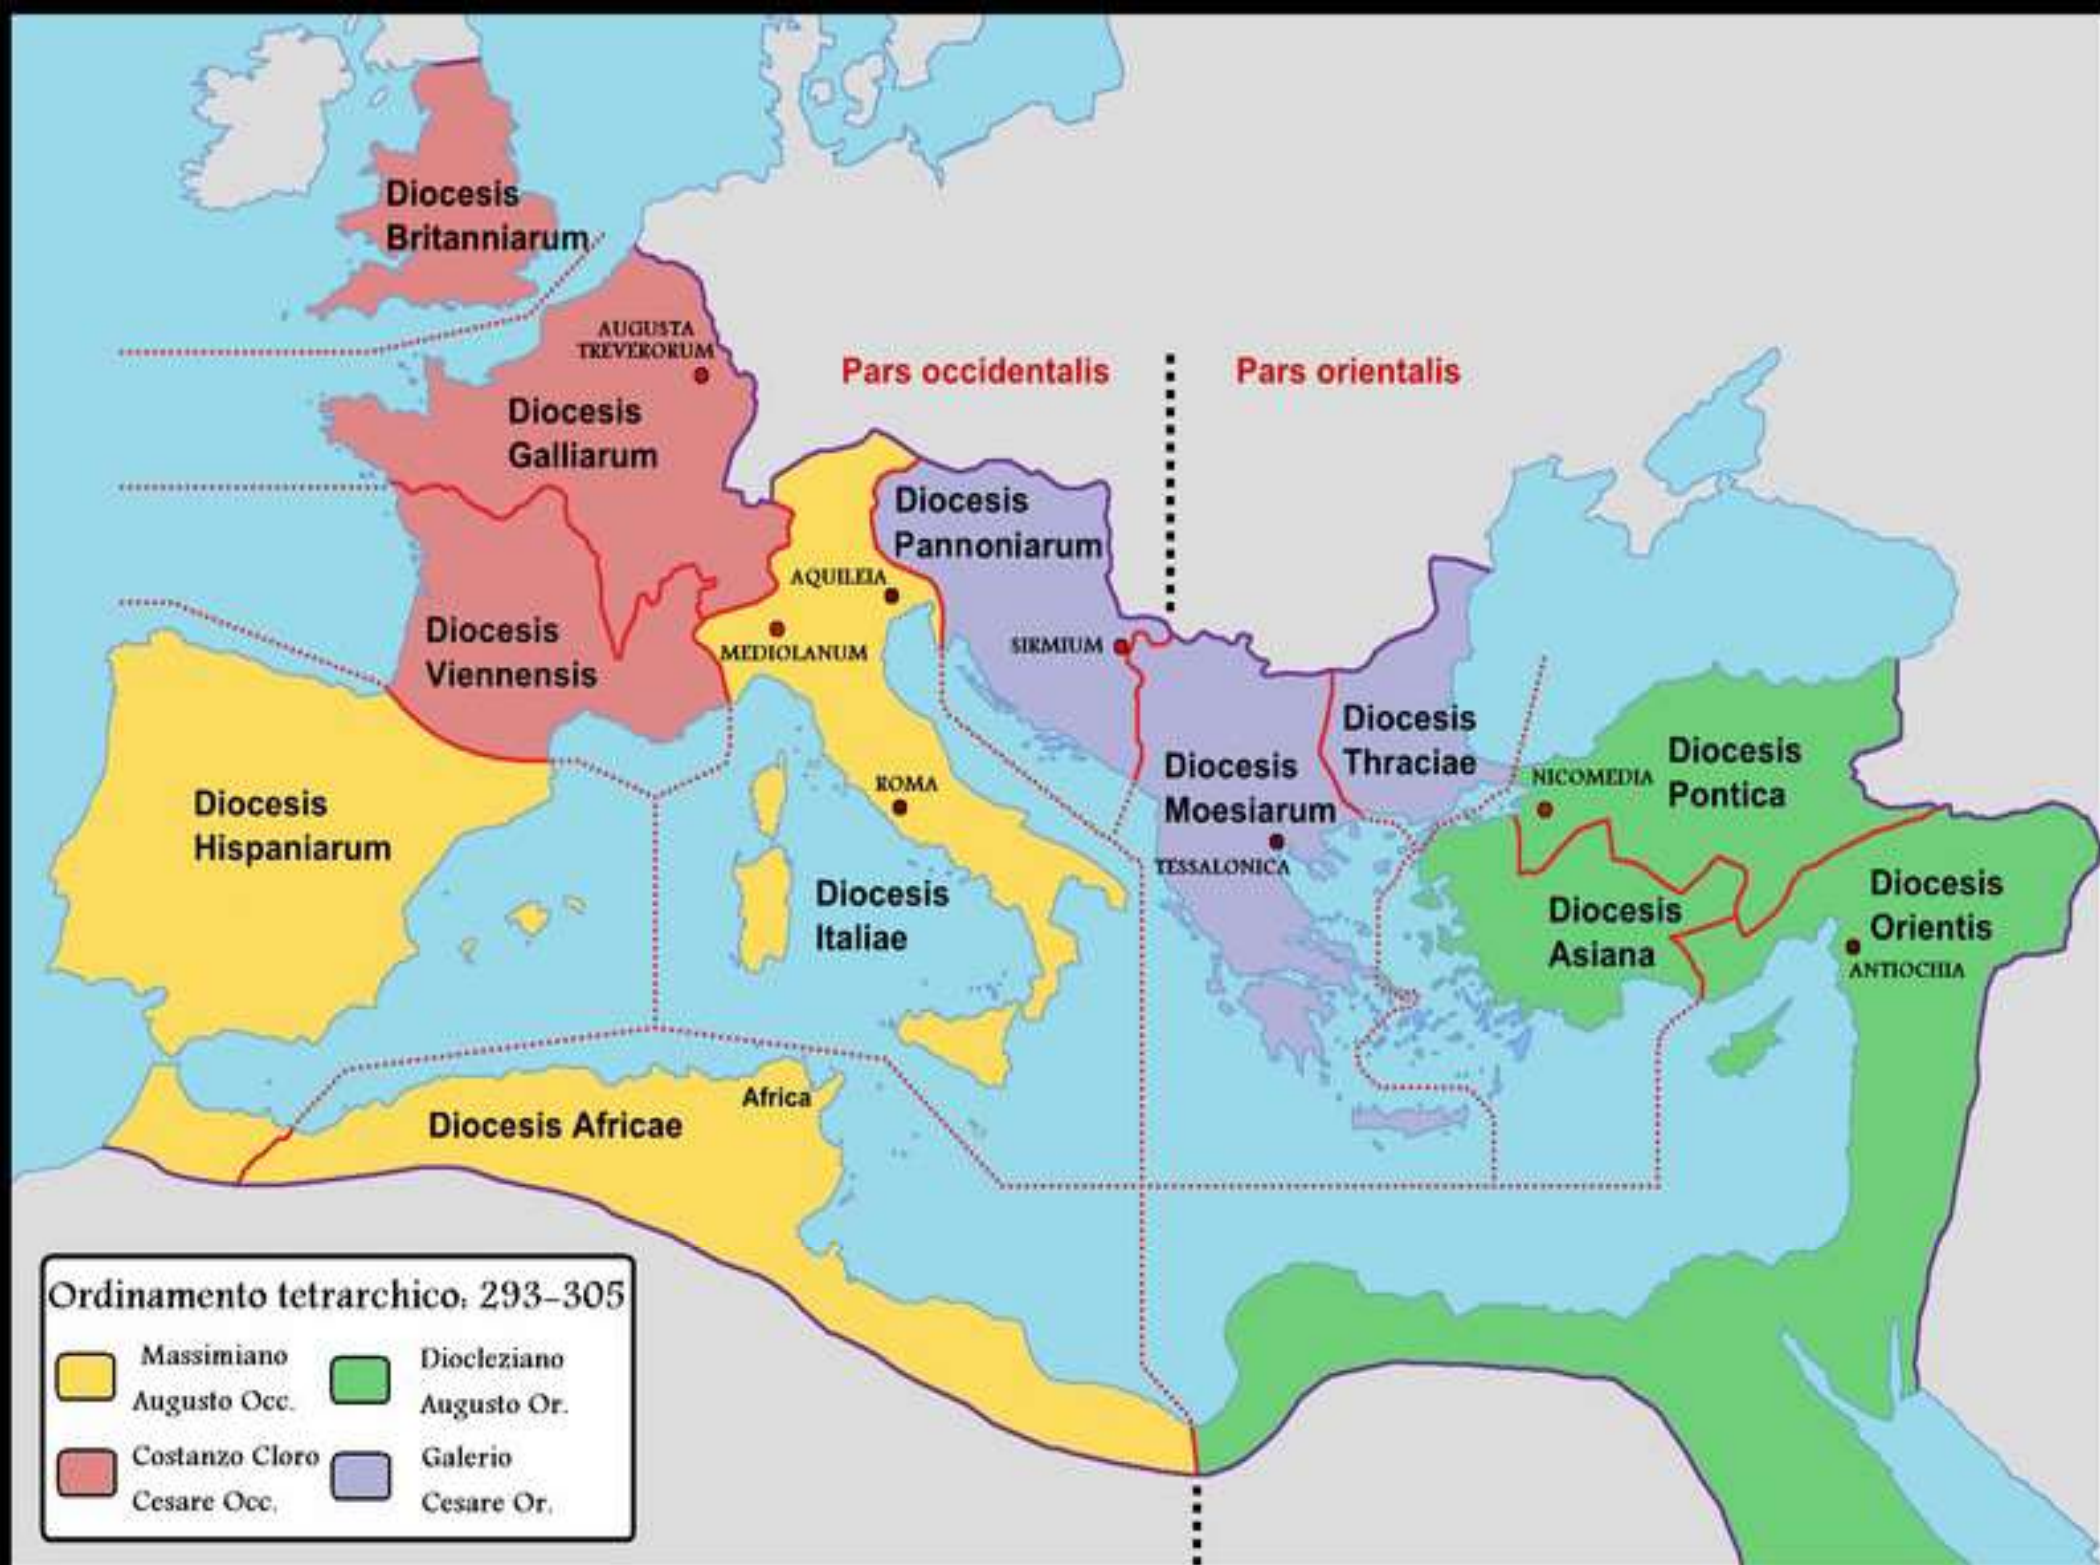 Diocesis
Britanniarum
AUGUSTA
TREVERORUM
Pars occidentalis
Pars orientalis
Diocesis
Galliarum
Diocesis
Pannoniarum
AQUILEIA
Diocesis
Viennensis
MEDIOLANUM
SIRMIUM
Diocesis
Thraciae
Diocesis
Moesiarum
NICOMEDIA
Diocesis
Pontica
ROMA
Diocesis
Hispaniarum
TESSALONICA
Diocesis
Italiae
Diocesis
Asiana
Diocesis
Orientis
ANTIOCHIA
Africa
Diocesis Africae
Ordinamento tetrarchico: 293-305
Massimiano
Augusto Occ.
Diocleziano
Augusto Or.
Costanzo Cloro
Cesare Occ.
Galerio
Cesare Or.